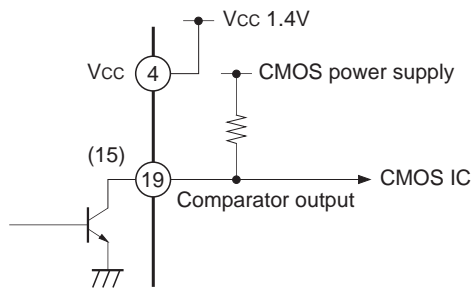 Vcc 1.4V
Vcc
4
CMOS power supply
(15)
19
CMOS IC
Comparator output